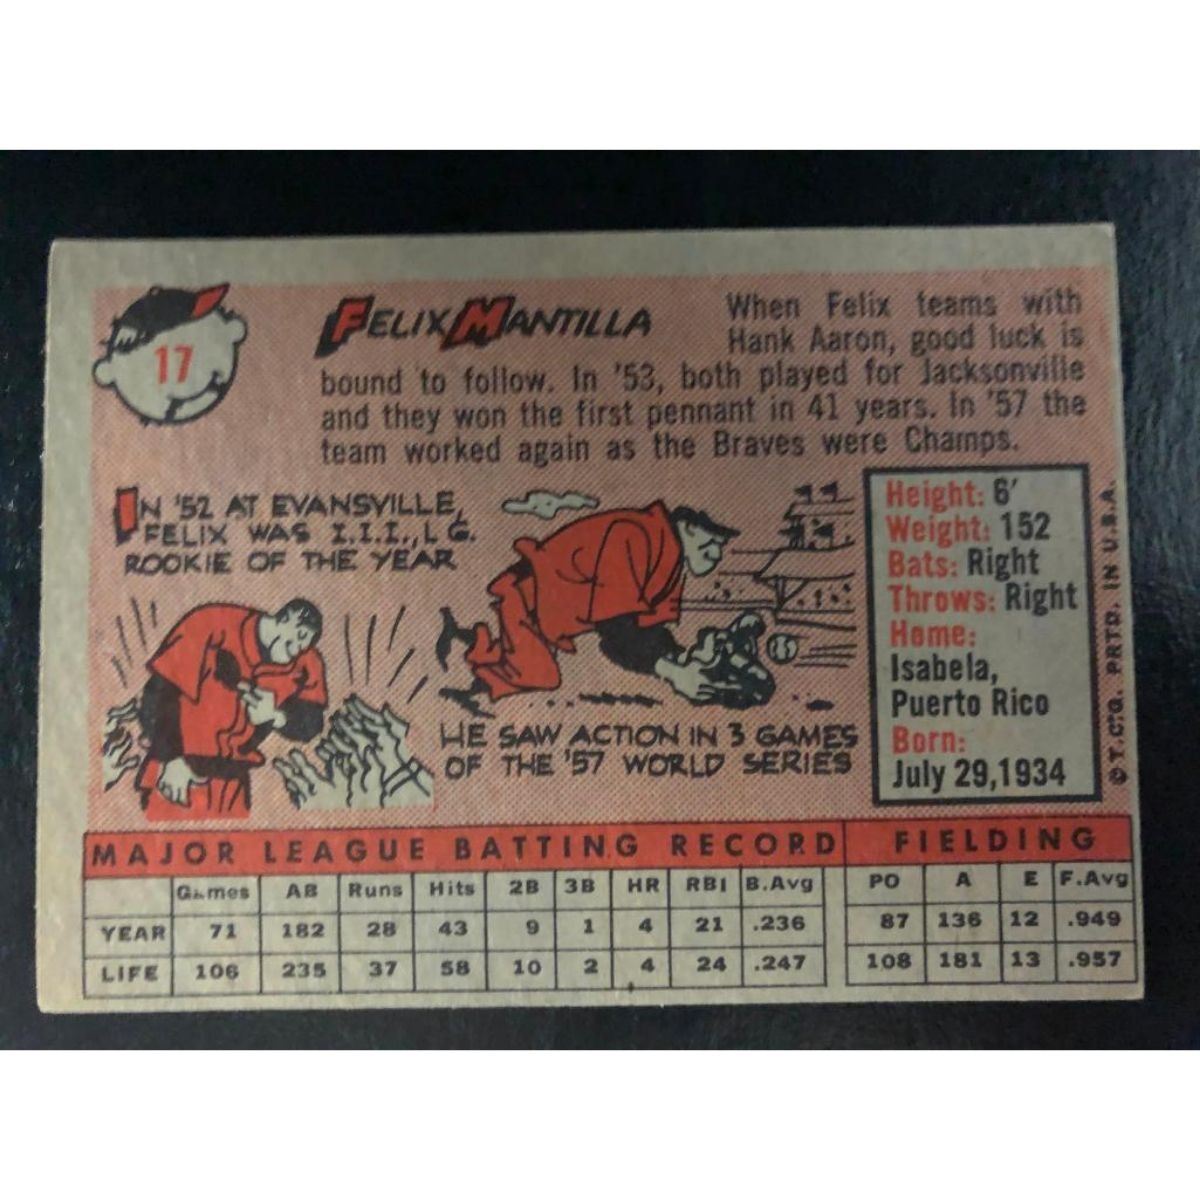 17
FELIX MANTILLA
When Felix teams with
Hank Aaron, good luck is
bound to follow. In '53, both played for Jacksonville
and they won the first pennant in 41 years. In '57 the
team worked again as the Braves were Champs.
IN '52 AT EVANSVILLE,
FELIX WAS I.I.I., LG.
ROOKIE OF THE YEAR
HE SAW ACTION IN 3 GAMES
OF THE '57 WORLD SERIES
Height: 6'
Weight: 152
Bats: Right
Throws: Right
Home:
Isabela,
Puerto Rico
Born:
July 29, 1934
© T.C.G. PRTD. IN U.S.A.
MAJOR LEAGUE BATTING RECORD FIELDING
Games AB Runs Hits 2B 3B HR RBI B.Avg PO A E F.Avg
YEAR 71 182 28 43 9 1 4 21 .236 87 136 12 .949
LIFE 106 235 37 58 10 2 4 24 .247 108 181 13 .957